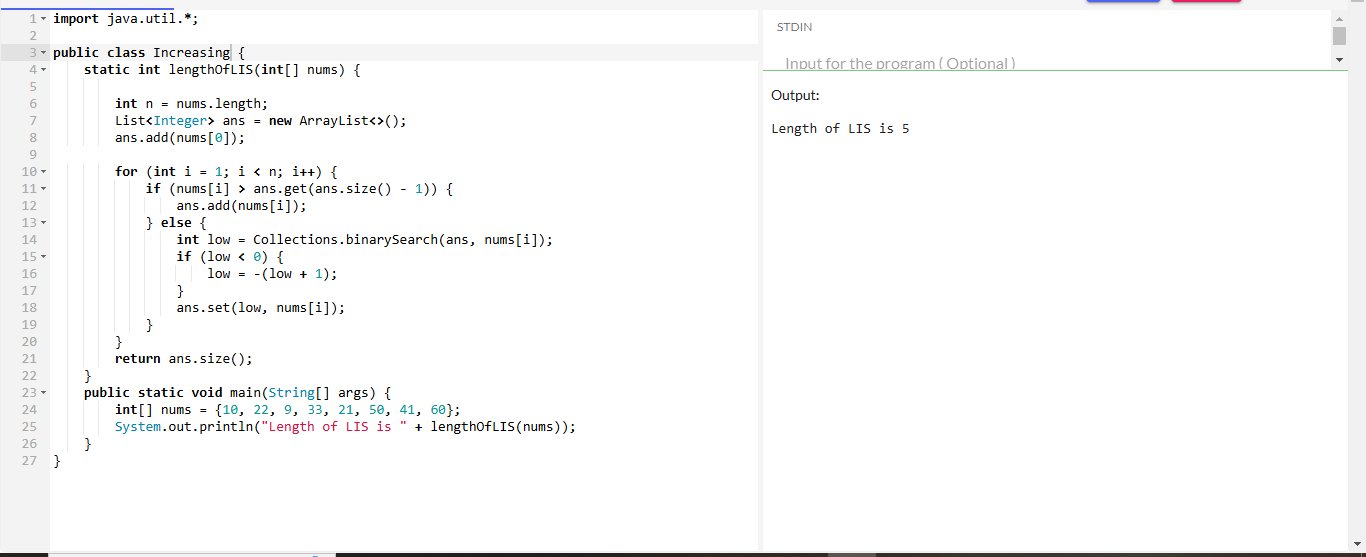 1 import java.util.*;
2
3 public class Increasing {
4     static int lengthOfLIS(int[] nums) {
5
6         int n = nums.length;
7         List<Integer> ans = new ArrayList<>();
8         ans.add(nums[0]);
9
10         for (int i = 1; i < n; i++) {
11             if (nums[i] > ans.get(ans.size() - 1)) {
12                 ans.add(nums[i]);
13             } else {
14                 int low = Collections.binarySearch(ans, nums[i]);
15                 if (low < 0) {
16                     low = -(low + 1);
17                 }
18                 ans.set(low, nums[i]);
19             }
20         }
21         return ans.size();
22     }
23     public static void main(String[] args) {
24         int[] nums = {10, 22, 9, 33, 21, 50, 41, 60};
25         System.out.println("Length of LIS is " + lengthOfLIS(nums));
26     }
27 }
STDIN
Input for the program ( Optional )
Output:
Length of LIS is 5